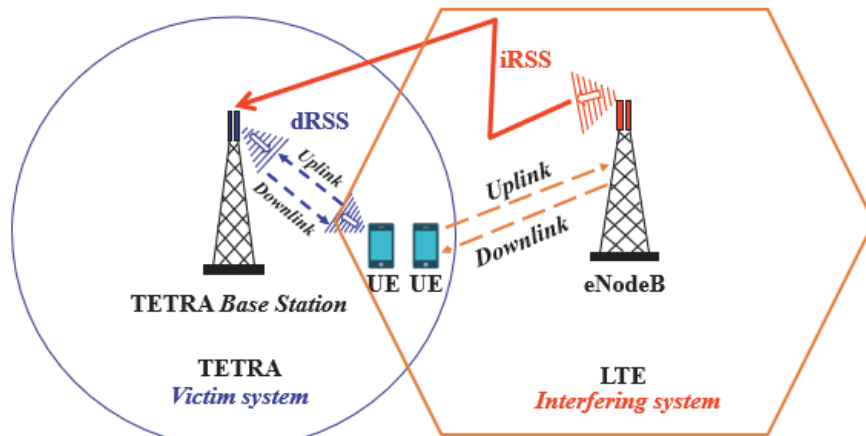 iRSS
dRSS
Uplink
Downlink
Uplink
Downlink
UE UE
TETRA Base Station
eNodeB
TETRA
Victim system
LTE
Interfering system